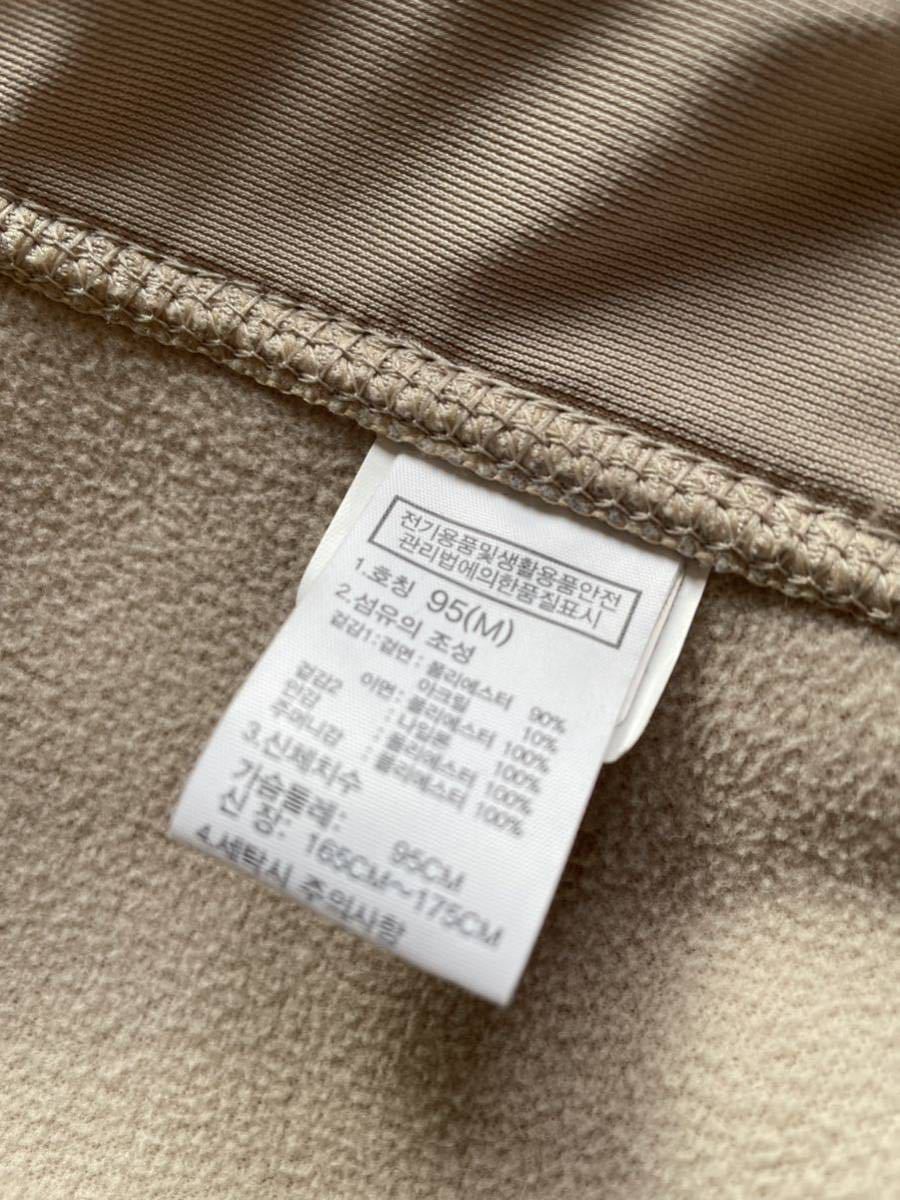 전기용품및생활용품안전
관리법에의한품질표시
1.호칭 95(M)
2.섬유의 조성
겉감1:겉면: 폴리에스터 90%
아크릴 10%
이면: 폴리에스터 100%
겉감2 : 나일론 100%
안감 : 폴리에스터 100%
주머니감 : 폴리에스터 100%
3.신체치수
가슴둘레: 95CM
신 장: 165CM~175CM
4.세탁시 주의사항